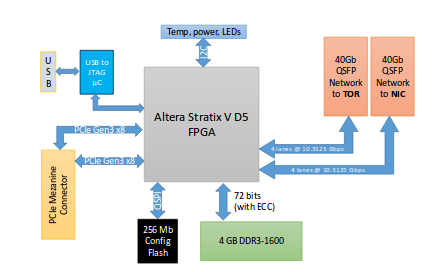 Temp, power, LEDs
I2C
U
S
B
USB to
JTAG
µC
40Gb
QSFP
Network
to TOR
40Gb
QSFP
Network
to NIC
Altera Stratix V D5
FPGA
PCIe Gen3 x8
PCIe Gen3 x8
4 lanes @ 10.3125 Gbps
4 lanes @ 10.3125 Gbps
PCIe Mezanine
Connector
QSPI
72 bits
(with ECC)
256 Mb
Config
Flash
4 GB DDR3-1600